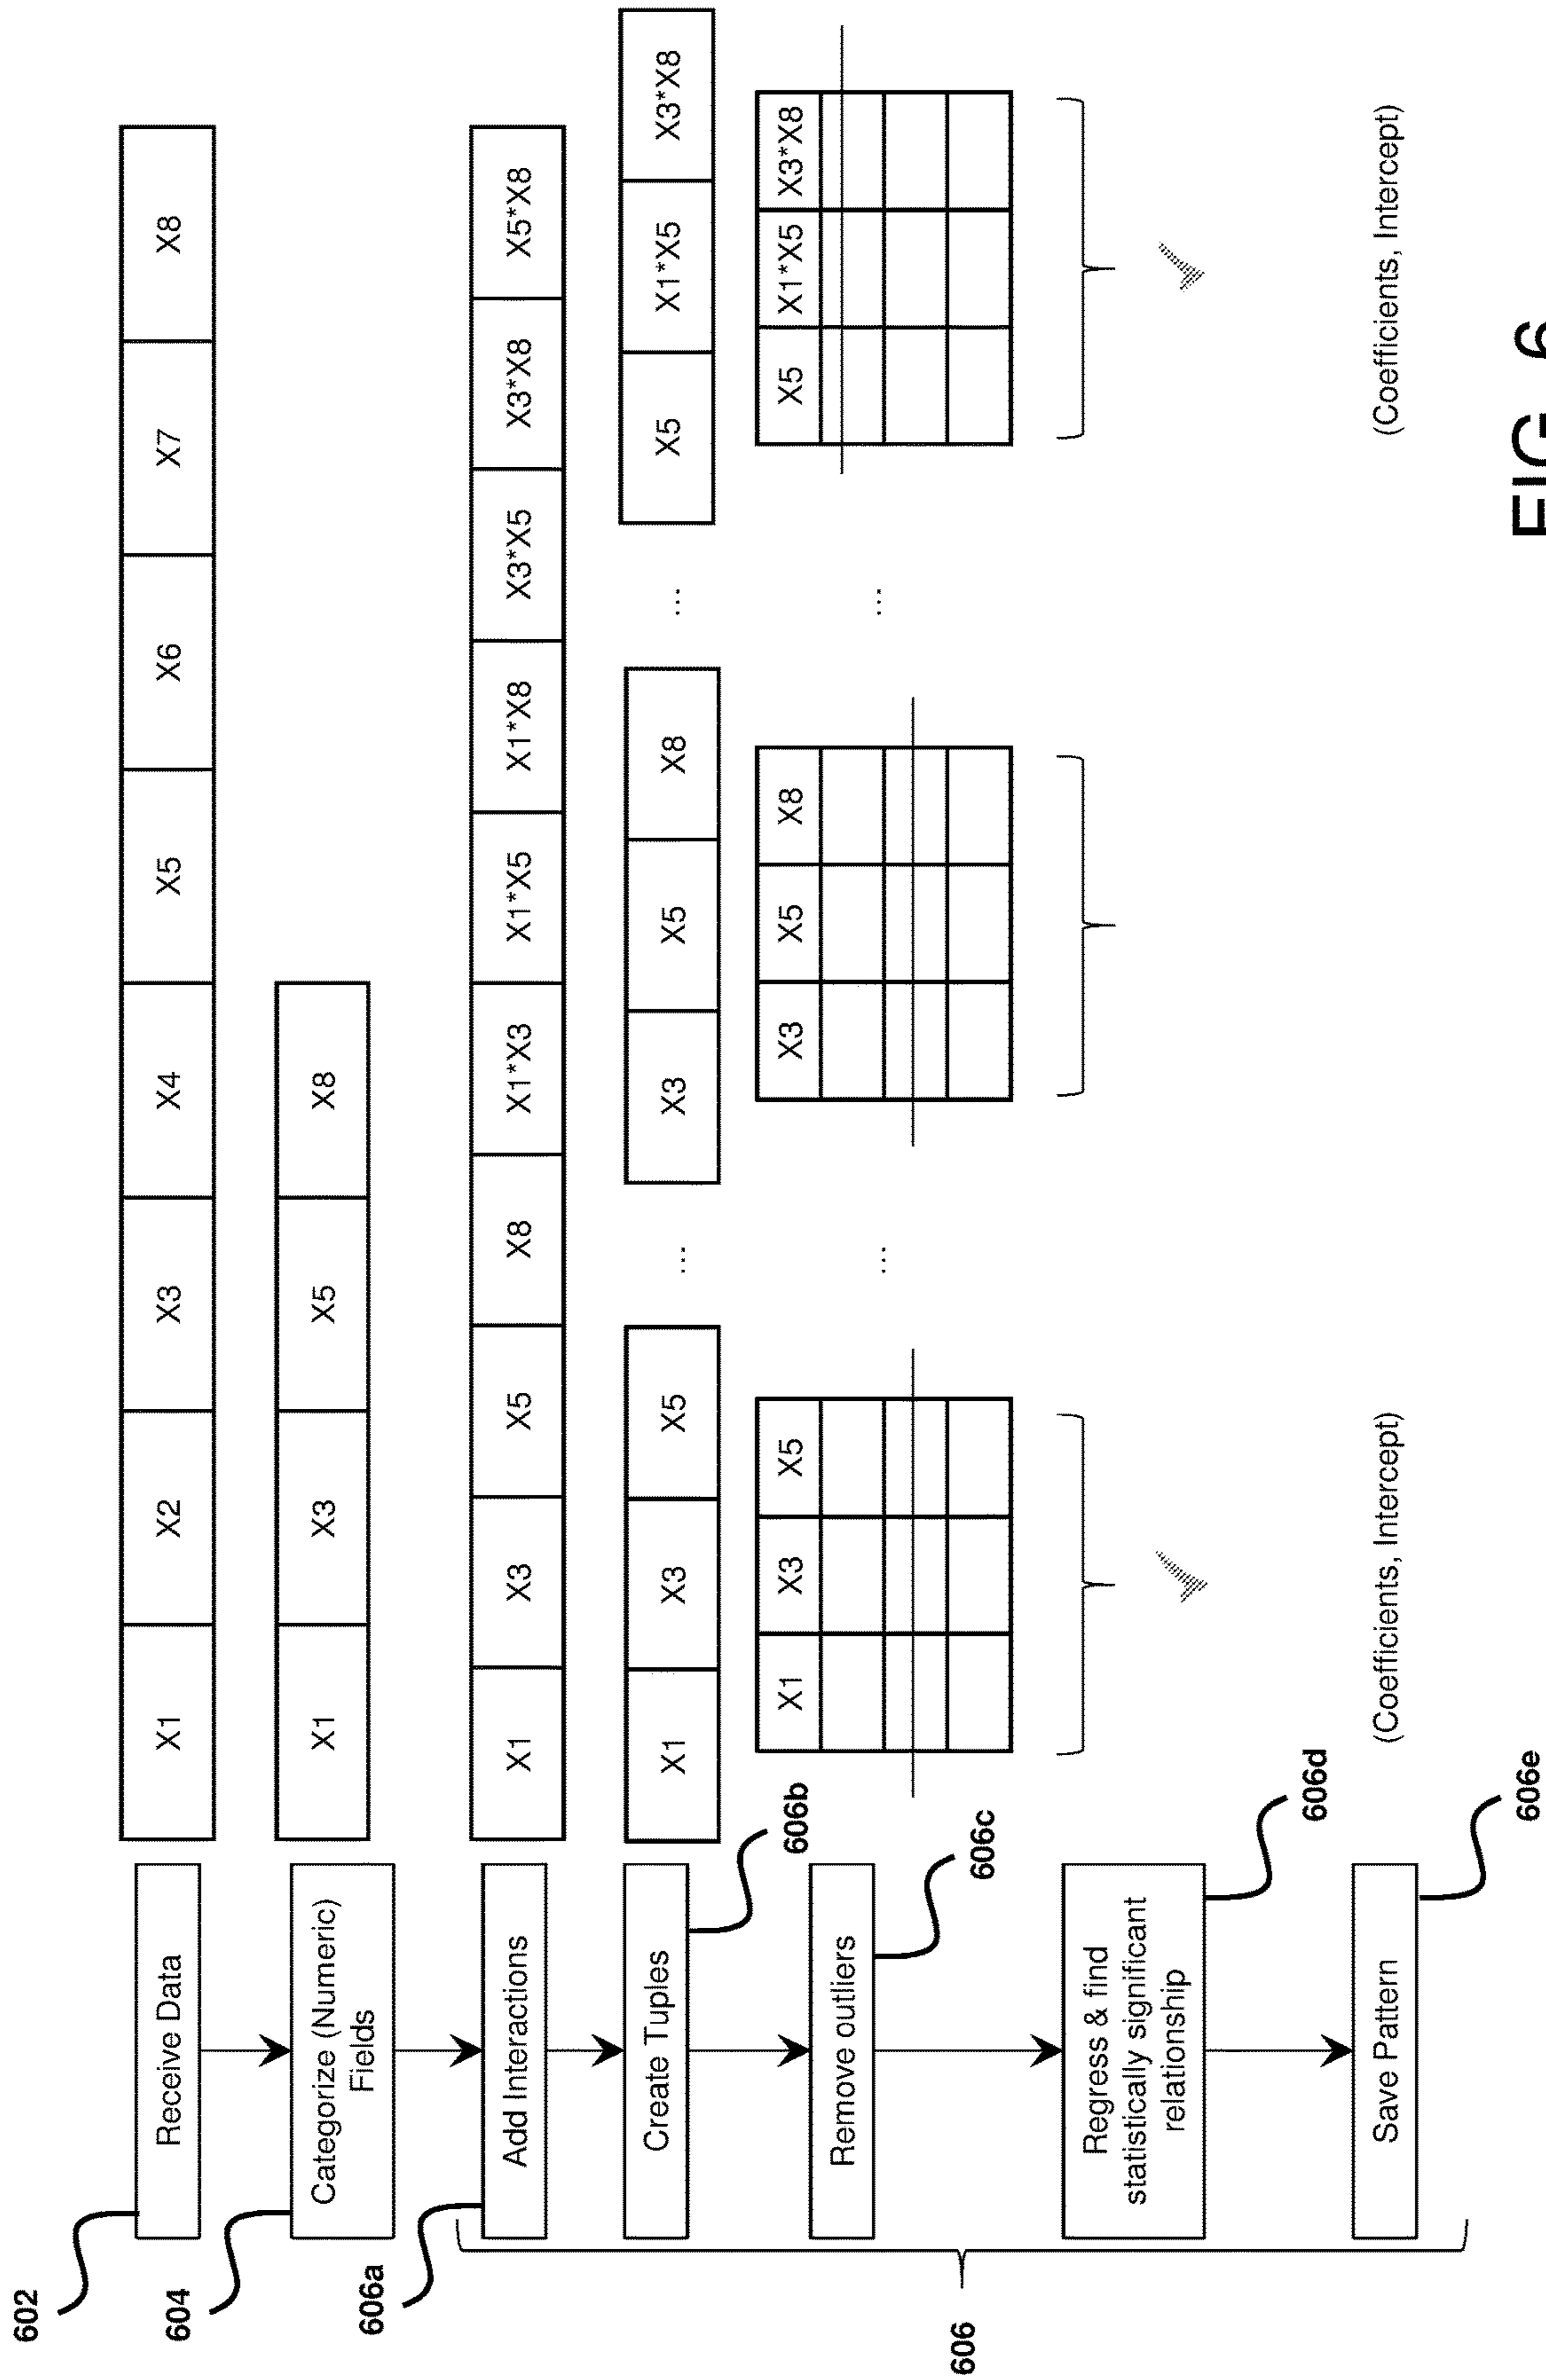 602
Receive Data
X1 X2 X3 X4 X5 X6 X7 X8
604
Categorize (Numeric)
Fields
X1 X3 X5 X8
606a
Add Interactions
X1 X3 X5 X8 X1*X3 X1*X5 X1*X8 X3*X5 X3*X8 X5*X8
Create Tuples
606b
X1 X3 X5 ... X3 X5 X8 ... X5 X1*X5 X3*X8
Remove outliers
606c
X1 X3 X5 ... X3 X5 X8 ... X5 X1*X5 X3*X8
606
Regress & find
statistically significant
relationship
606d
Save Pattern
606e
(Coefficients, Intercept) (Coefficients, Intercept)
FIG. 6